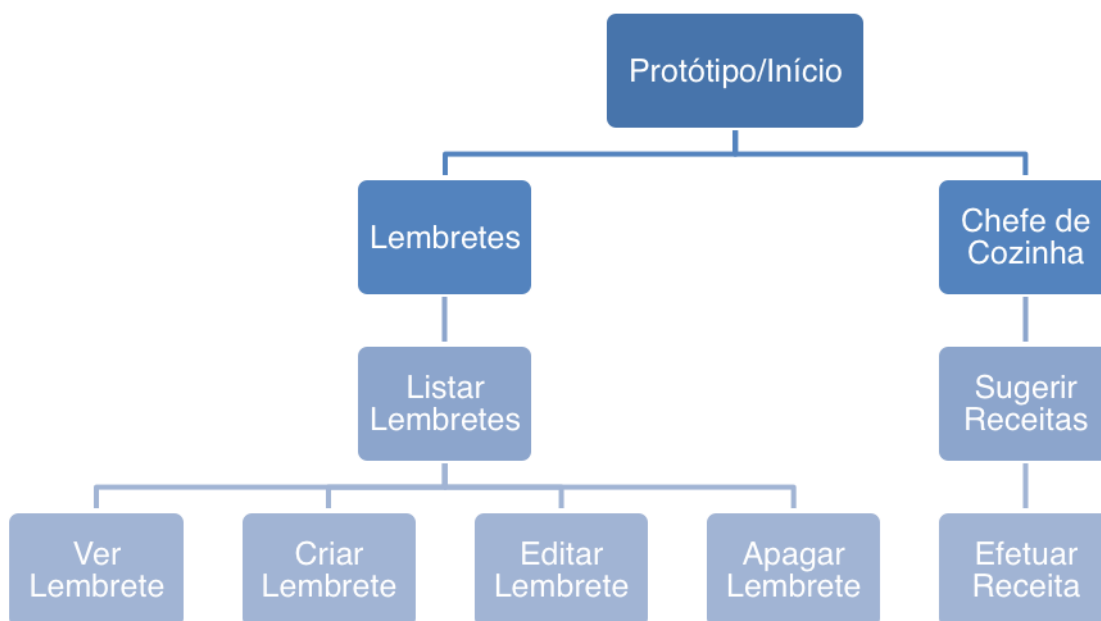 Protótipo/Início
Lembretes
Chefe de
Cozinha
Listar
Lembretes
Sugerir
Receitas
Ver
Lembrete
Criar
Lembrete
Editar
Lembrete
Apagar
Lembrete
Efetuar
Receita